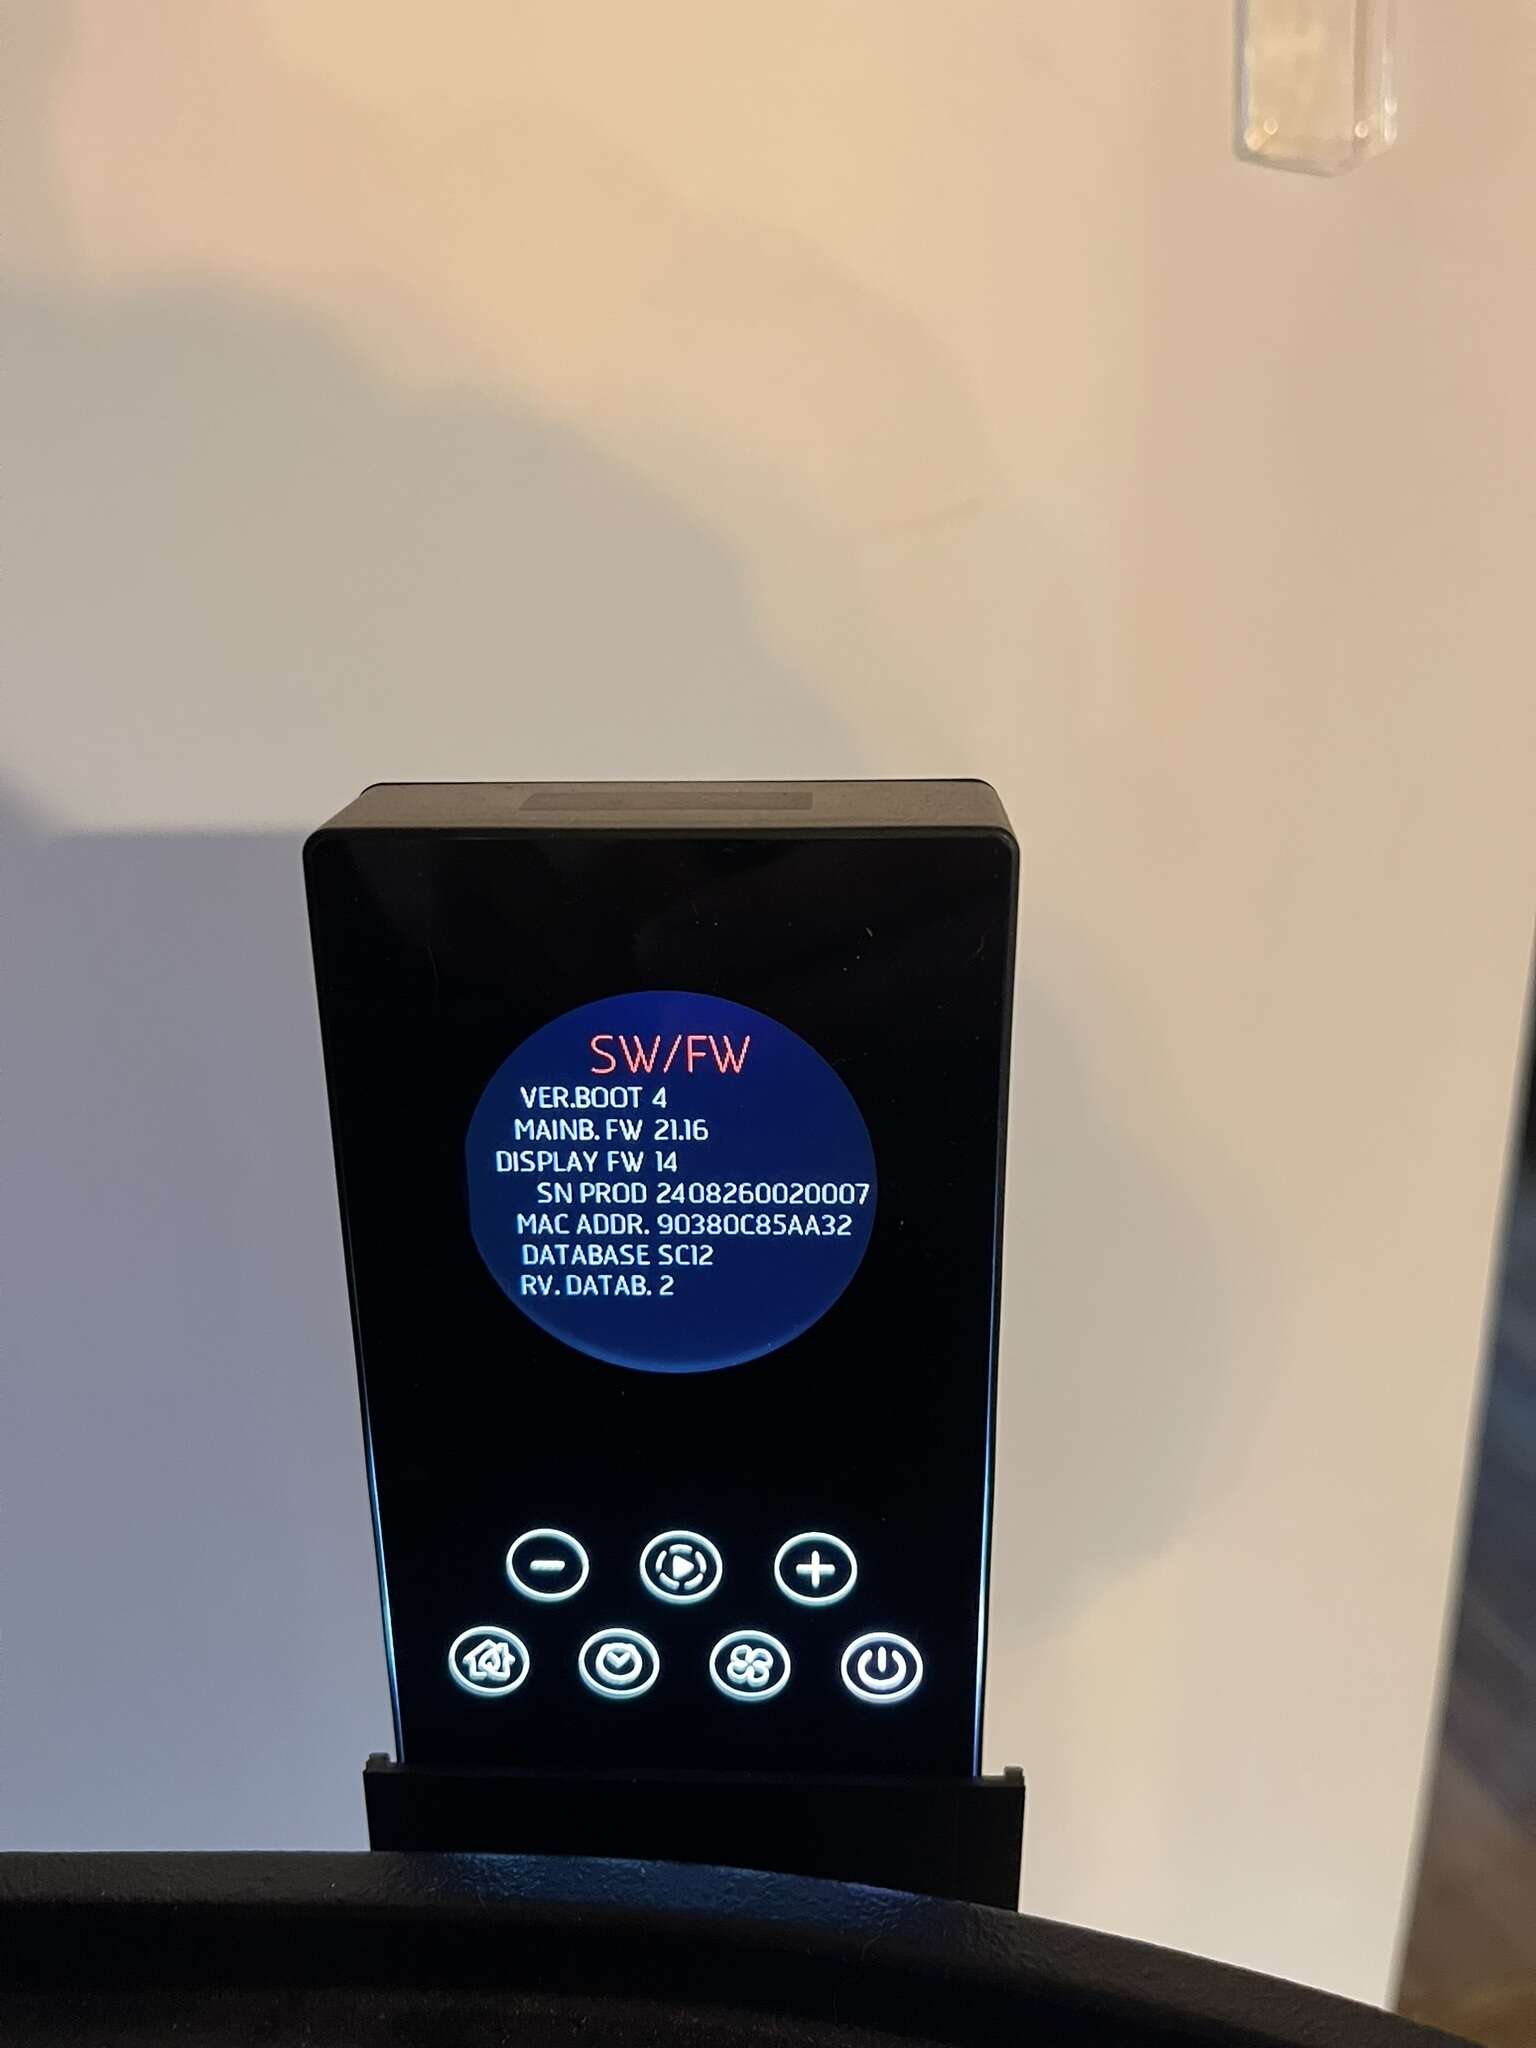 SW/FW
VER.BOOT 4
MAINB. FW 21.16
DISPLAY FW 14
SN PROD 2408260020007
MAC ADDR. 90380C85AA32
DATABASE SC12
RV. DATAB. 2